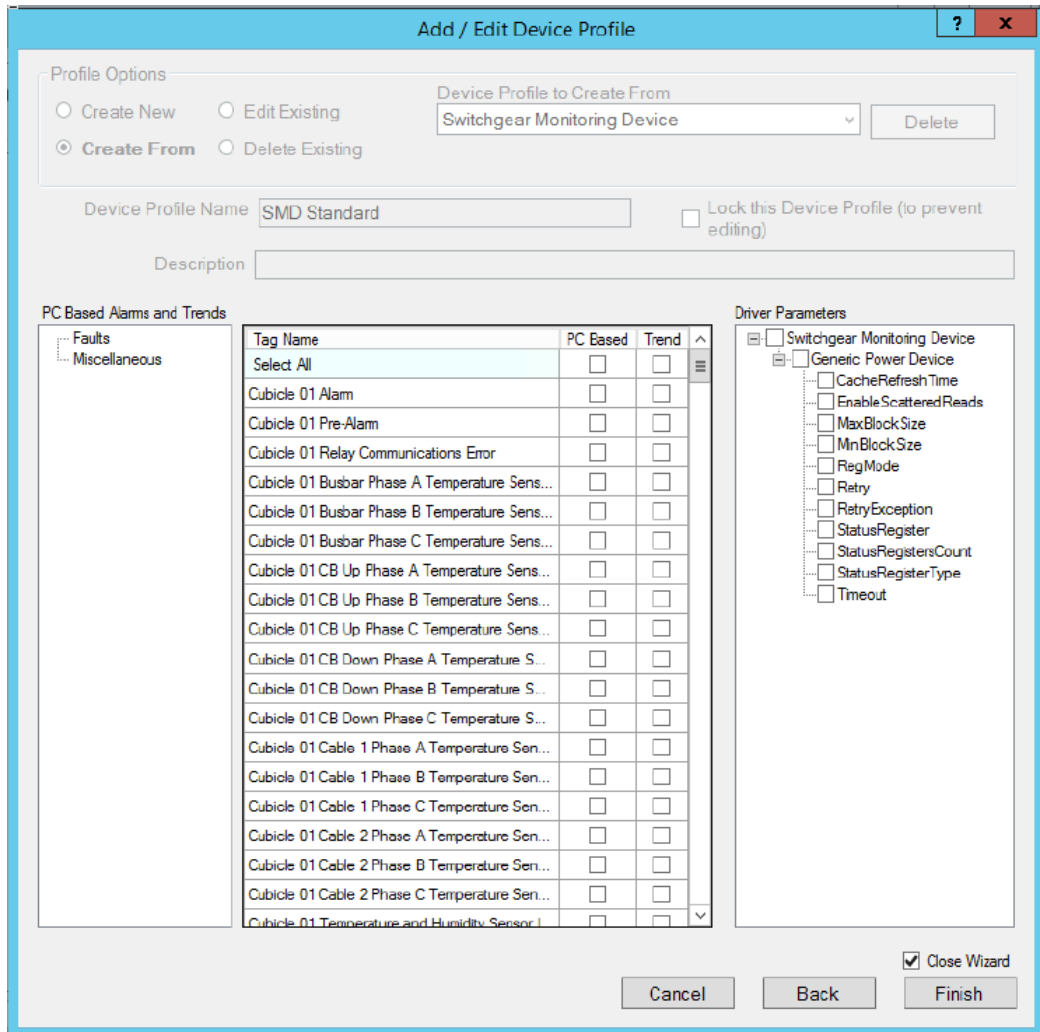 Add / Edit Device Profile
? x
Profile Options
Create New
Edit Existing
Device Profile to Create From
Switchgear Monitoring Device
Delete
Create From
Delete Existing
Device Profile Name
SMD Standard
Lock this Device Profile (to prevent
editing)
Description
PC Based Alarms and Trends
Faults
Miscellaneous
Tag Name PC Based Trend
Select All
Cubicle 01 Alarm
Cubicle 01 Pre-Alarm
Cubicle 01 Relay Communications Error
Cubicle 01 Busbar Phase A Temperature Sens...
Cubicle 01 Busbar Phase B Temperature Sens...
Cubicle 01 Busbar Phase C Temperature Sens...
Cubicle 01 CB Up Phase A Temperature Sens...
Cubicle 01 CB Up Phase B Temperature Sens...
Cubicle 01 CB Up Phase C Temperature Sens...
Cubicle 01 CB Down Phase A Temperature S...
Cubicle 01 CB Down Phase B Temperature S...
Cubicle 01 CB Down Phase C Temperature S...
Cubicle 01 Cable 1 Phase A Temperature Sen...
Cubicle 01 Cable 1 Phase B Temperature Sen...
Cubicle 01 Cable 1 Phase C Temperature Sen...
Cubicle 01 Cable 2 Phase A Temperature Sen...
Cubicle 01 Cable 2 Phase B Temperature Sen...
Cubicle 01 Cable 2 Phase C Temperature Sen...
Cubicle 01 Temperature and Humidity Sensor
Driver Parameters
Switchgear Monitoring Device
Generic Power Device
CacheRefreshTime
EnableScatteredReads
MaxBlockSize
MinBlockSize
RegMode
Retry
RetryException
StatusRegister
StatusRegistersCount
StatusRegisterType
Timeout
Close Wizard
Cancel
Back
Finish